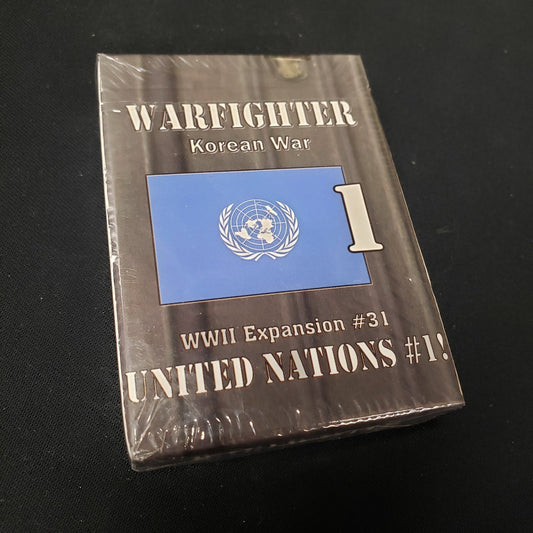 WARFIGHTER
Korean War
1
WWII Expansion #31
UNITED NATIONS #1!